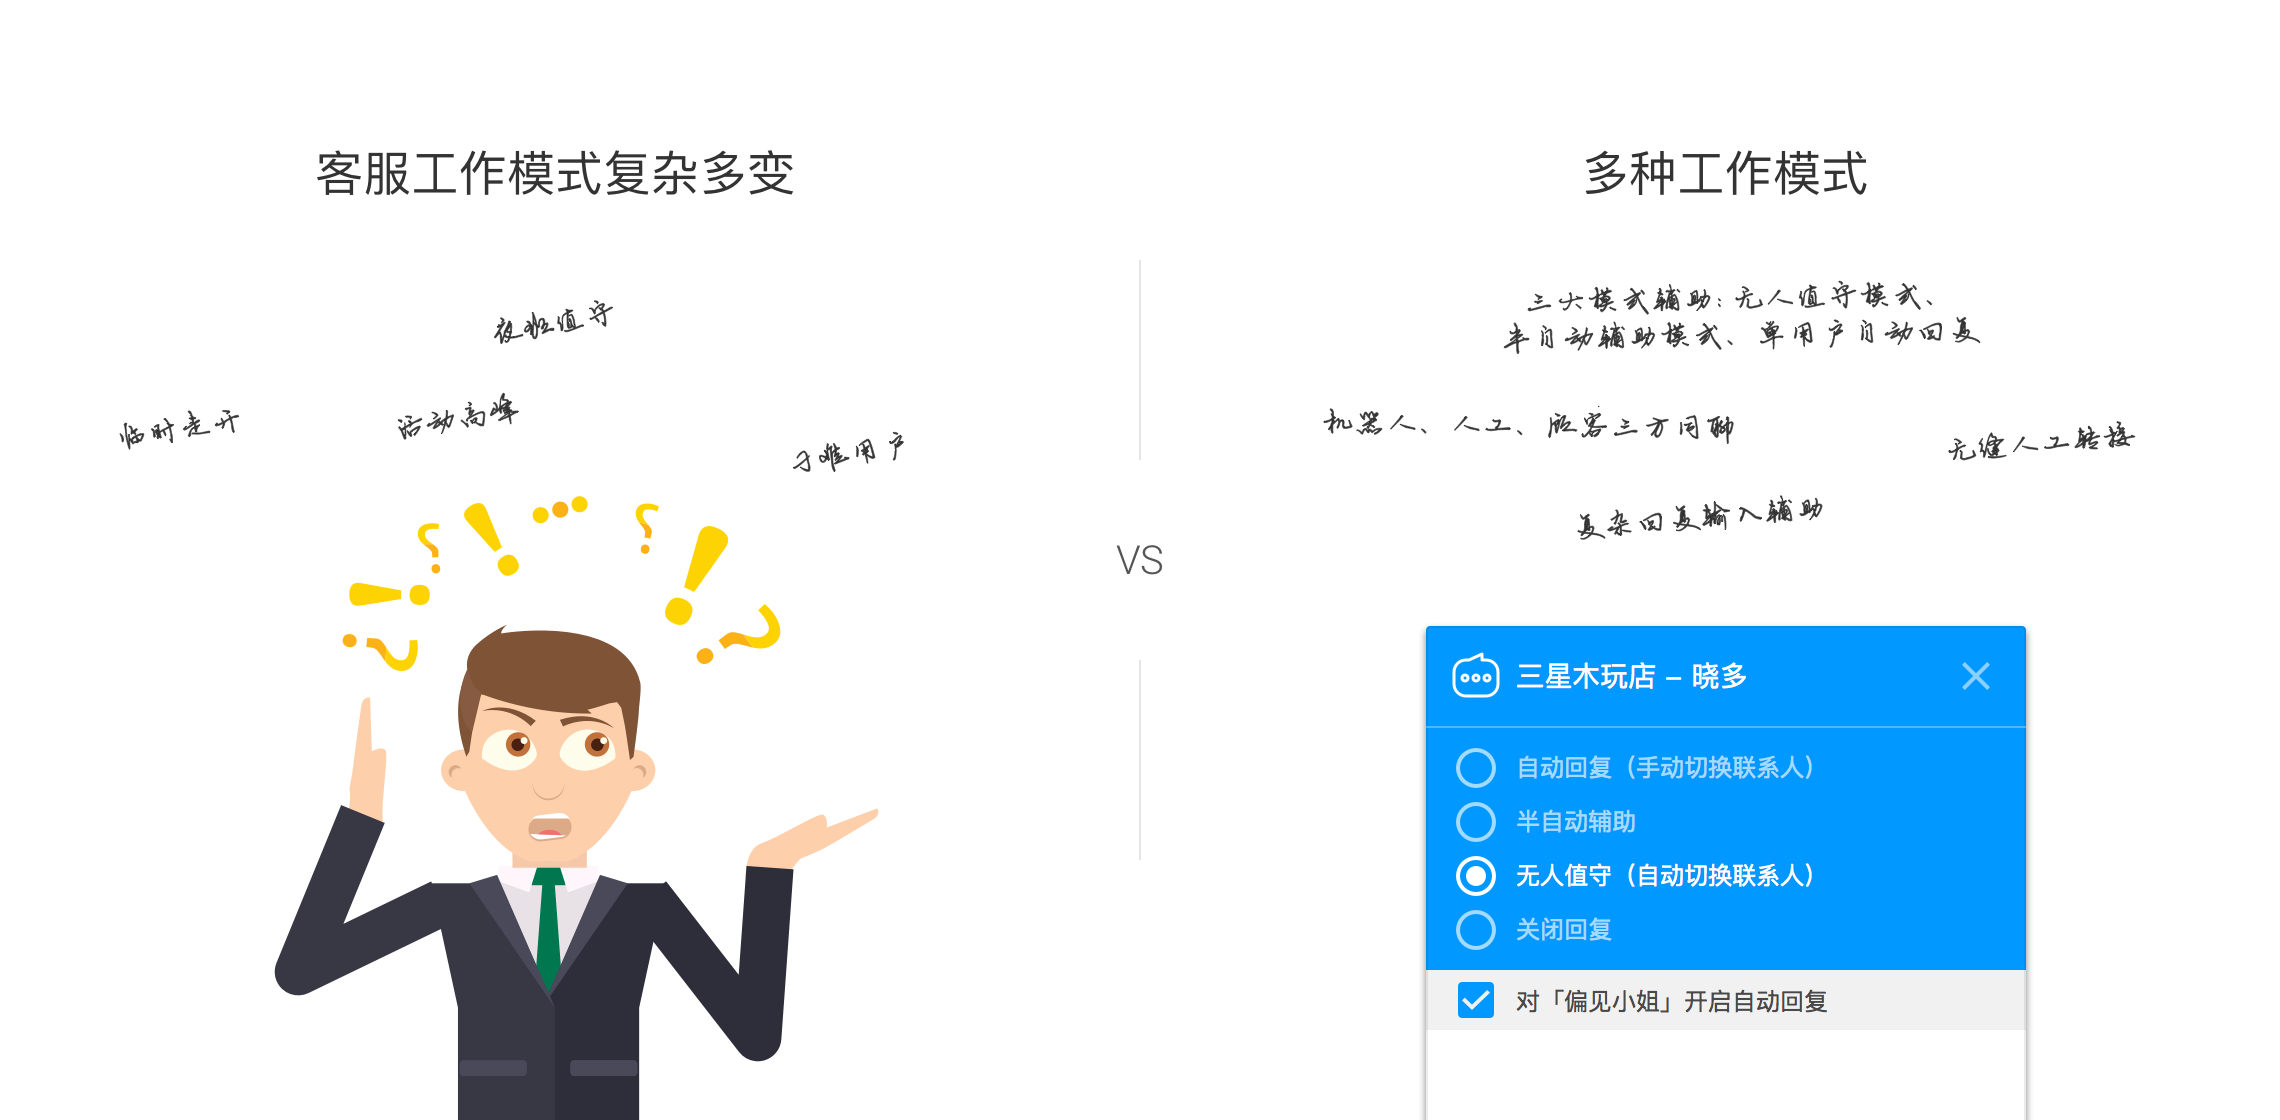 客服工作模式复杂多变
夜班值守
临时走开
活动高峰
刁难用户
VS
多种工作模式
三大模式辅助：无人值守模式、
半自动辅助模式、单用户自动回复
机器人、人工、顾客三方同聊
无缝人工转接
复杂回复输入辅助
三星木玩店 – 晓多
自动回复（手动切换联系人）
半自动辅助
无人值守（自动切换联系人）
关闭回复
对「偏见小姐」开启自动回复